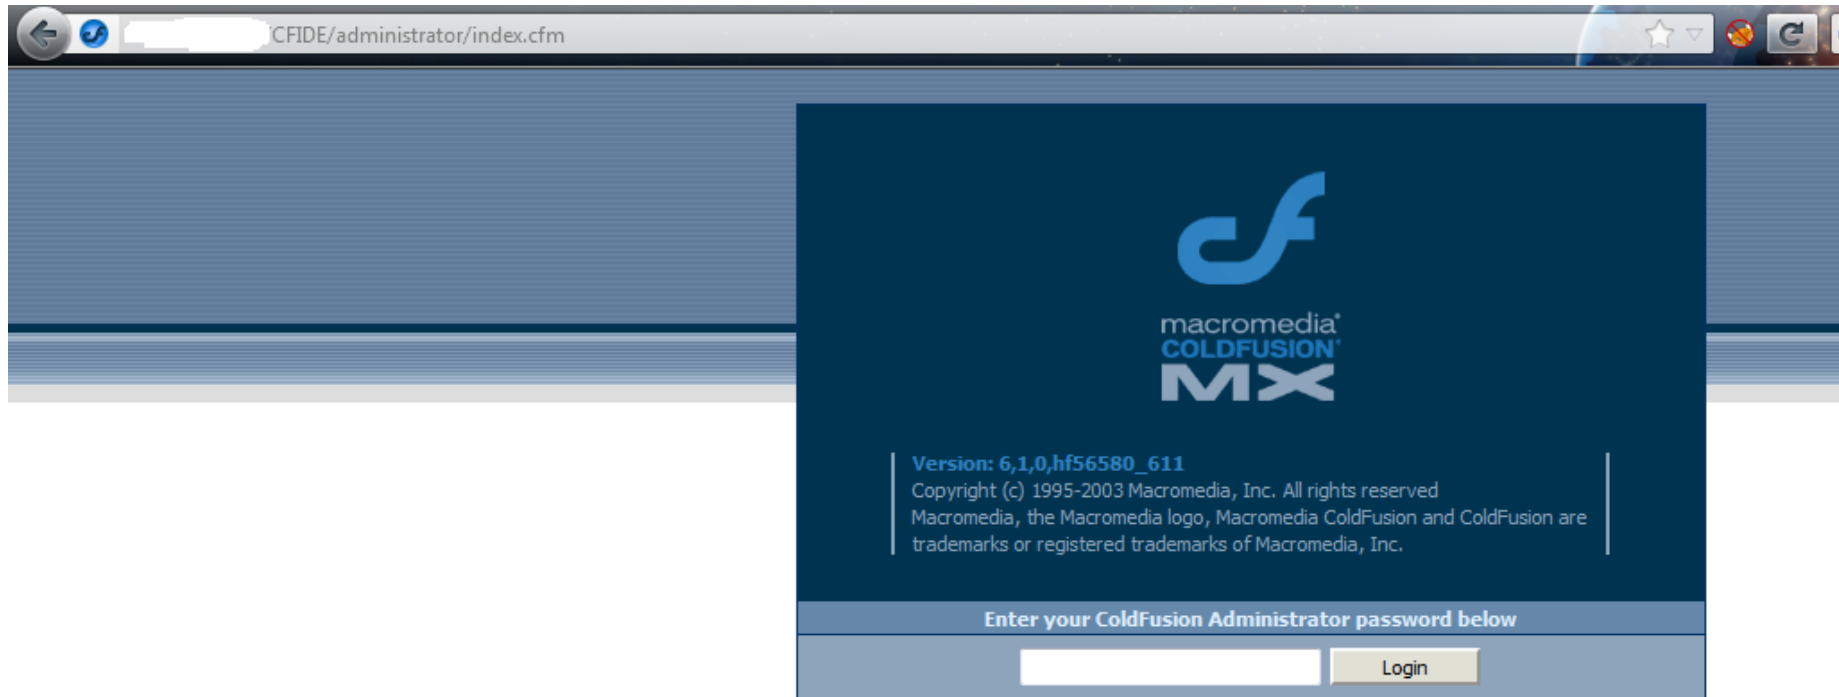 CFIDE/administrator/index.cfm
macromedia®
COLDFUSION®
MX
Version: 6,1,0,hf56580_611
Copyright (c) 1995-2003 Macromedia, Inc. All rights reserved
Macromedia, the Macromedia logo, Macromedia ColdFusion and ColdFusion are
trademarks or registered trademarks of Macromedia, Inc.
Enter your ColdFusion Administrator password below
Login